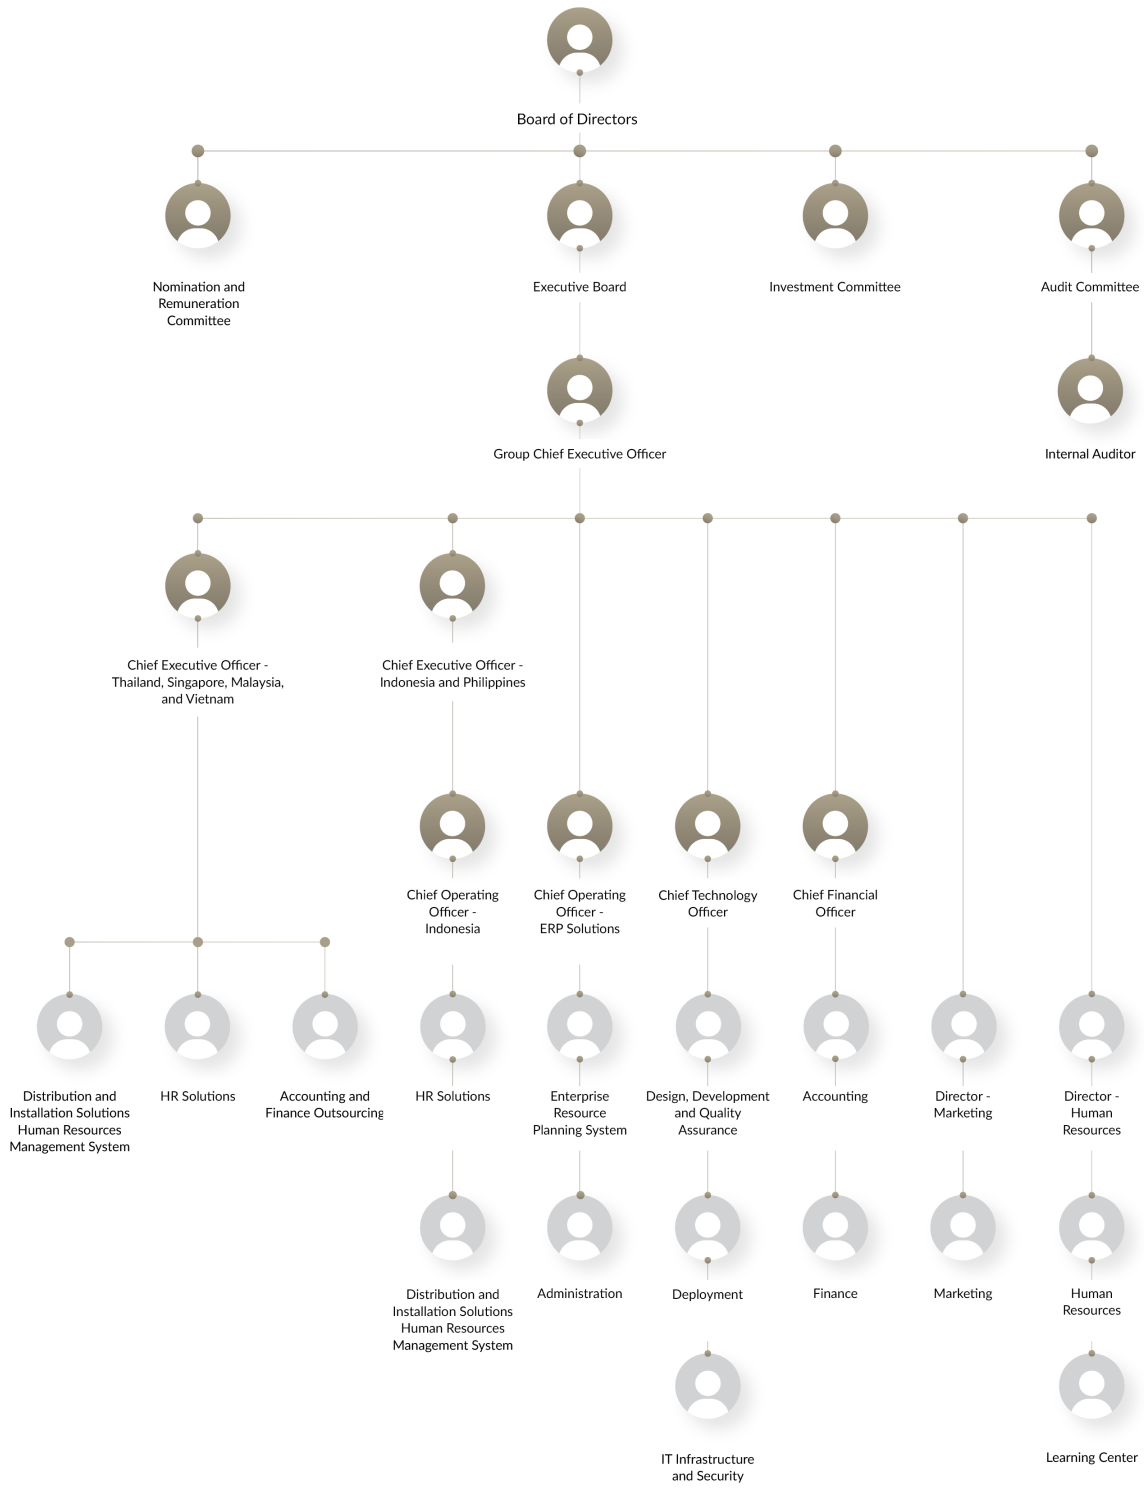 Board of Directors
Nomination and
Remuneration
Committee
Executive Board
Investment Committee
Audit Committee
Group Chief Executive Officer
Internal Auditor
Chief Executive Officer -
Thailand, Singapore, Malaysia,
and Vietnam
Chief Executive Officer -
Indonesia and Philippines
Chief Operating
Officer -
Indonesia
Chief Operating
Officer -
ERP Solutions
Chief Technology
Officer
Chief Financial
Officer
Distribution and
Installation Solutions
Human Resources
Management System
HR Solutions
Accounting and
Finance Outsourcing
HR Solutions
Enterprise
Resource
Planning System
Design, Development
and Quality
Assurance
Accounting
Director -
Marketing
Director -
Human
Resources
Distribution and
Installation Solutions
Human Resources
Management System
Administration
Deployment
Finance
Marketing
Human
Resources
IT Infrastructure
and Security
Learning Center